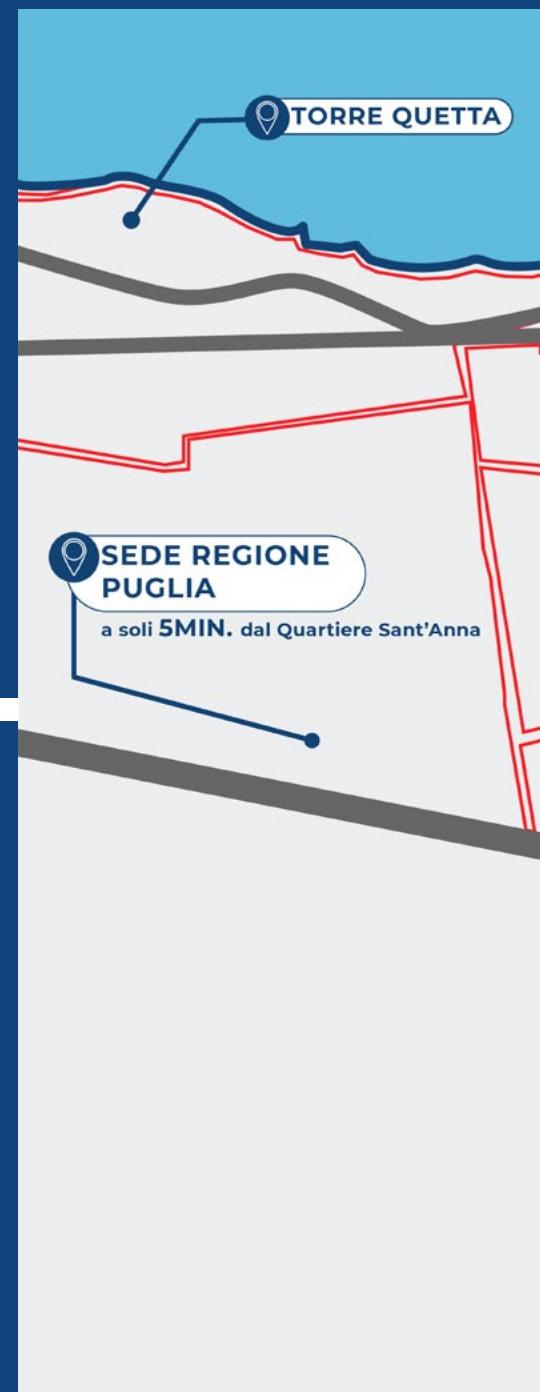 TORRE QUETTA
SEDE REGIONE
PUGLIA
a soli 5MIN. dal Quartiere Sant’Anna